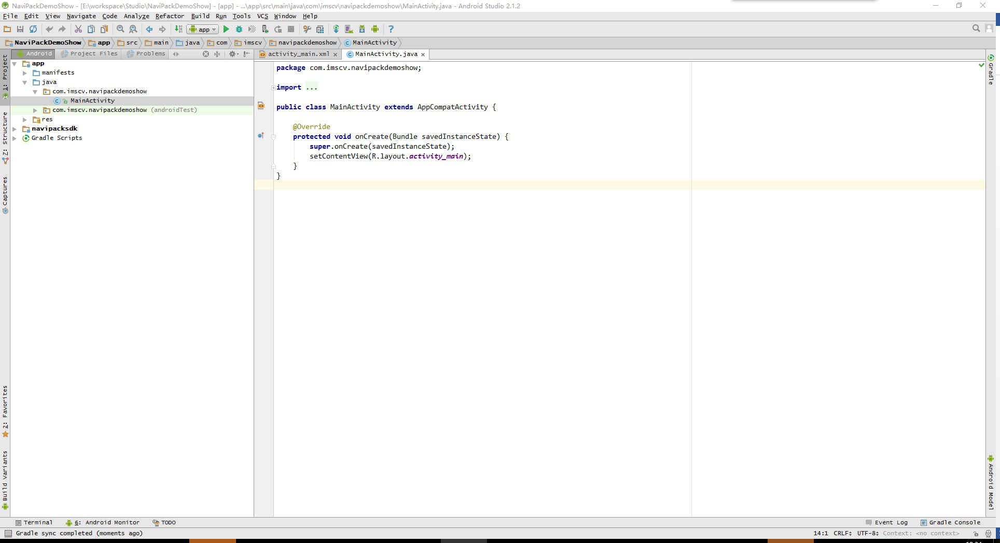 NaviPackDemoShow - [E:\workspace\Studio\NaviPackDemoShow] - [app] - ...\app\src\main\java\com\imscv\navipackdemoshow\MainActivity.java - Android Studio 2.1.2
File Edit View Navigate Code Analyze Refactor Build Run Tools VCS Window Help
app
NaviPackDemoShow app src main java com imscv navipackdemoshow MainActivity
Android Project Files Problems
activity_main.xml MainActivity.java
app
manifests
java
com.imscv.navipackdemoshow
MainActivity
com.imscv.navipackdemoshow (androidTest)
res
navipacksdk
Gradle Scripts
package com.imscv.navipackdemoshow;
import ...
public class MainActivity extends AppCompatActivity {
@Override
protected void onCreate(Bundle savedInstanceState) {
super.onCreate(savedInstanceState);
setContentView(R.layout.activity_main);
}
}
1: Project
Z: Structure
Captures
2: Favorites
Build Variants
Gradle
Android Model
Terminal 6: Android Monitor TODO
Event Log Gradle Console
Gradle sync completed (moments ago)
14:1 CRLF UTF-8 Context: <no context>